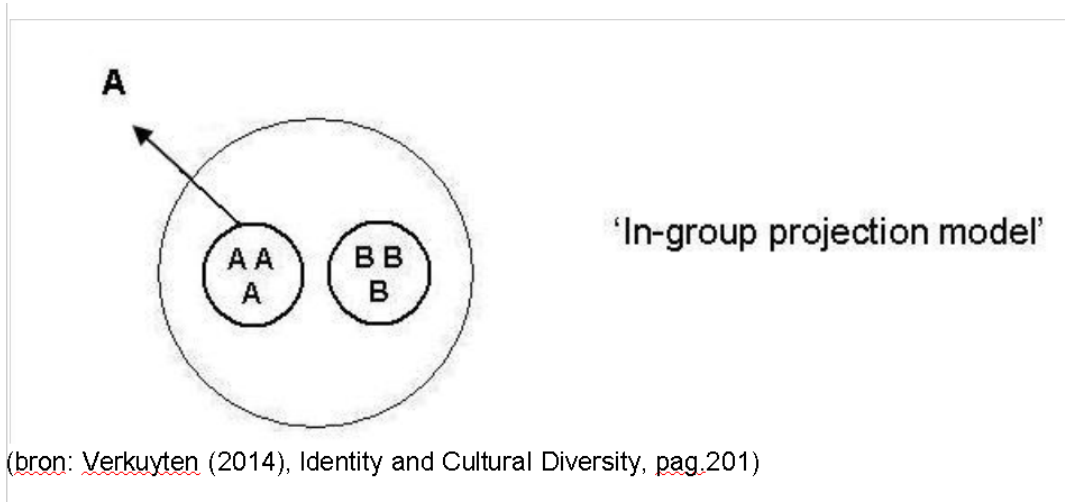 A
A A
A
B B
B
‘In-group projection model’
(bron: Verkuyten (2014), Identity and Cultural Diversity, pag.201)